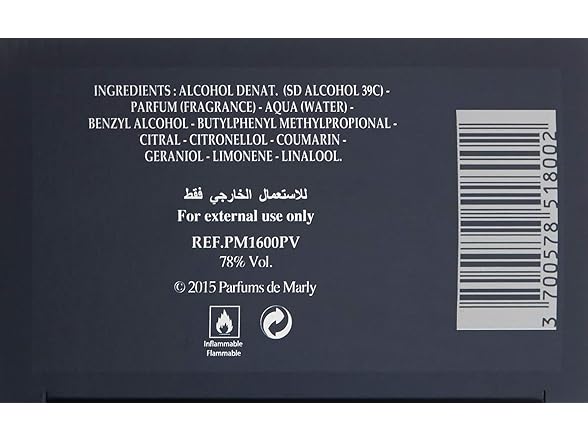 INGREDIENTS : ALCOHOL DENAT. (SD ALCOHOL 39C) -
PARFUM (FRAGRANCE) - AQUA (WATER) -
BENZYL ALCOHOL - BUTYLPHENYL METHYLPROPIONAL -
CITRAL - CITRONELLOL - COUMARIN -
GERANIOL - LIMONENE - LINALOOL.
للاستعمال الخارجي فقط
For external use only
REF.PM1600PV
78% Vol.
© 2015 Parfums de Marly
Inflammable
Flammable
3 700578 518002